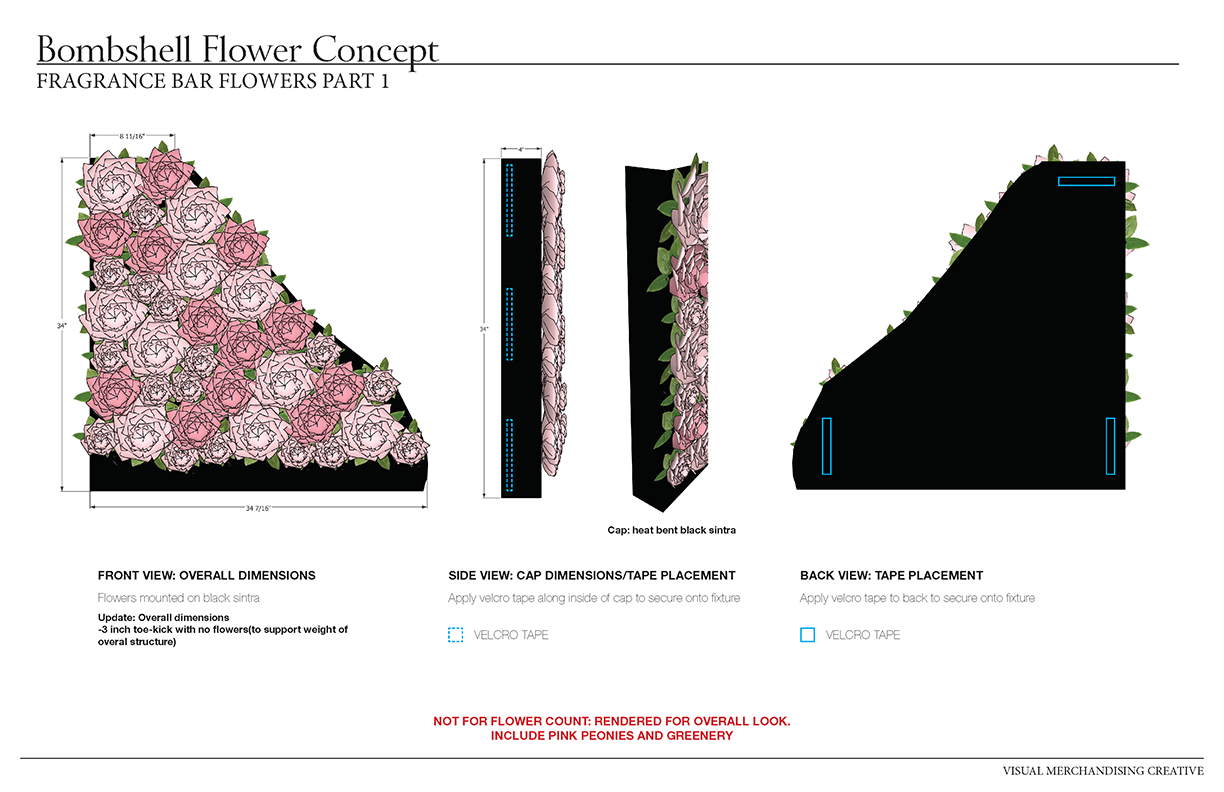 Bombshell Flower Concept
FRAGRANCE BAR FLOWERS PART 1
8 11/16"
4"
34"
34"
34 7/16"
Cap: heat bent black sintra
FRONT VIEW: OVERALL DIMENSIONS
Flowers mounted on black sintra
Update: Overall dimensions
-3 inch toe-kick with no flowers(to support weight of
overal structure)
SIDE VIEW: CAP DIMENSIONS/TAPE PLACEMENT
Apply velcro tape along inside of cap to secure onto fixture
VELCRO TAPE
BACK VIEW: TAPE PLACEMENT
Apply velcro tape to back to secure onto fixture
VELCRO TAPE
NOT FOR FLOWER COUNT: RENDERED FOR OVERALL LOOK.
INCLUDE PINK PEONIES AND GREENERY
VISUAL MERCHANDISING CREATIVE